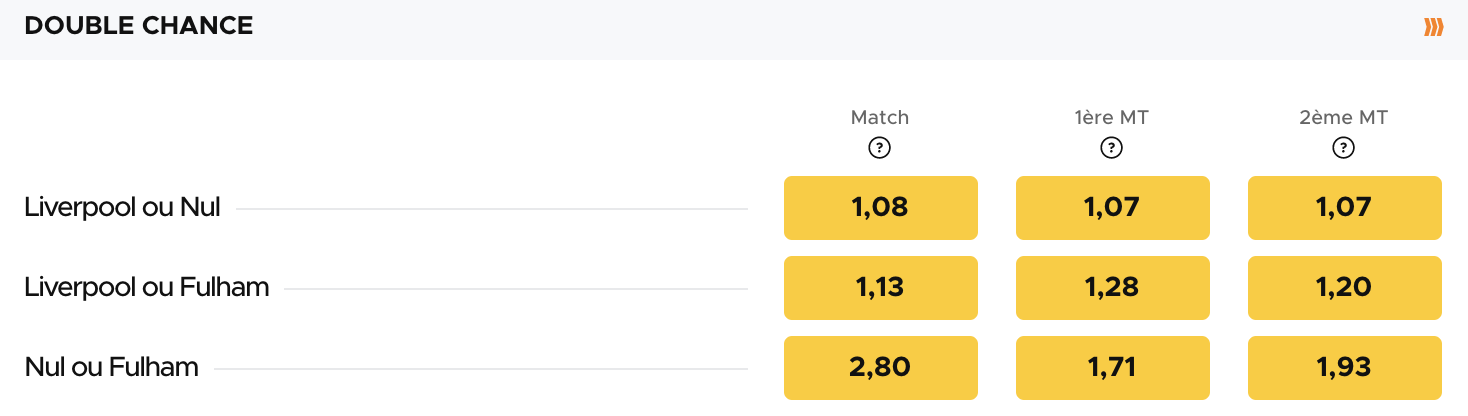 DOUBLE CHANCE
Match 1ère MT 2ème MT
? ? ?
Liverpool ou Nul 1,08 1,07 1,07
Liverpool ou Fulham 1,13 1,28 1,20
Nul ou Fulham 2,80 1,71 1,93